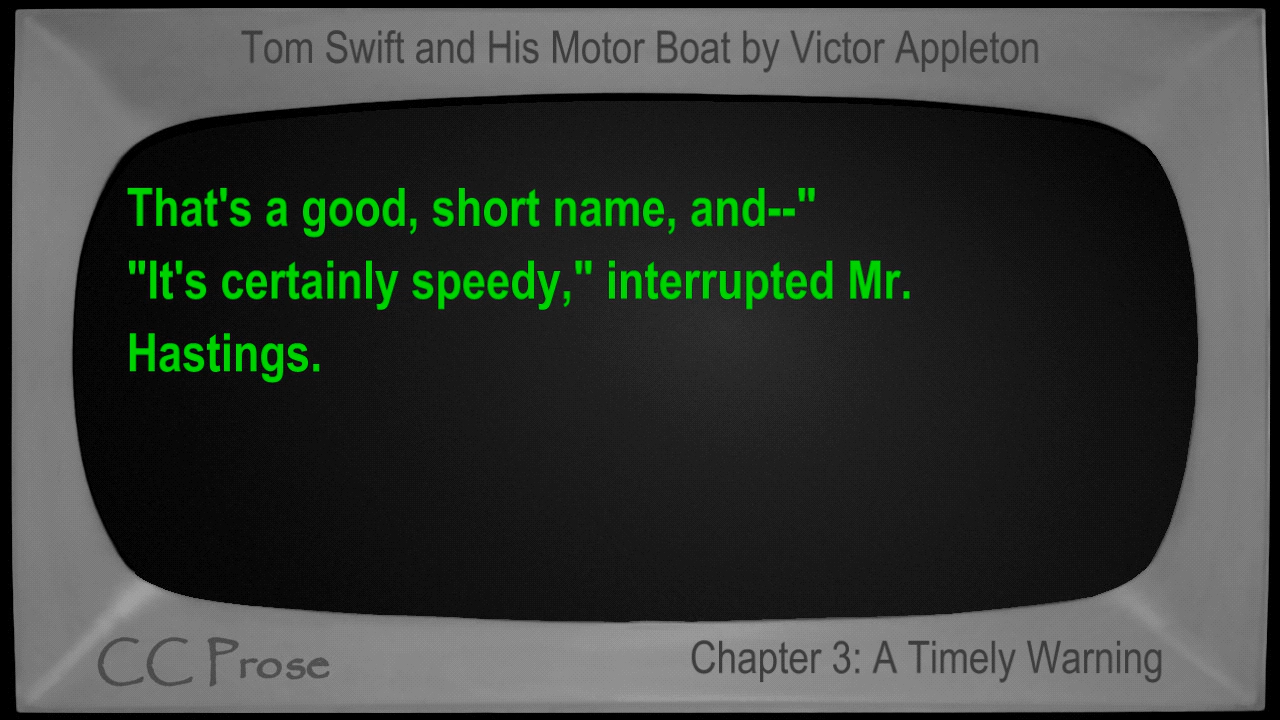 Tom Swift and His Motor Boat by Victor Appleton
That's a good, short name, and--"
"It's certainly speedy," interrupted Mr.
Hastings.
CC Prose
Chapter 3: A Timely Warning